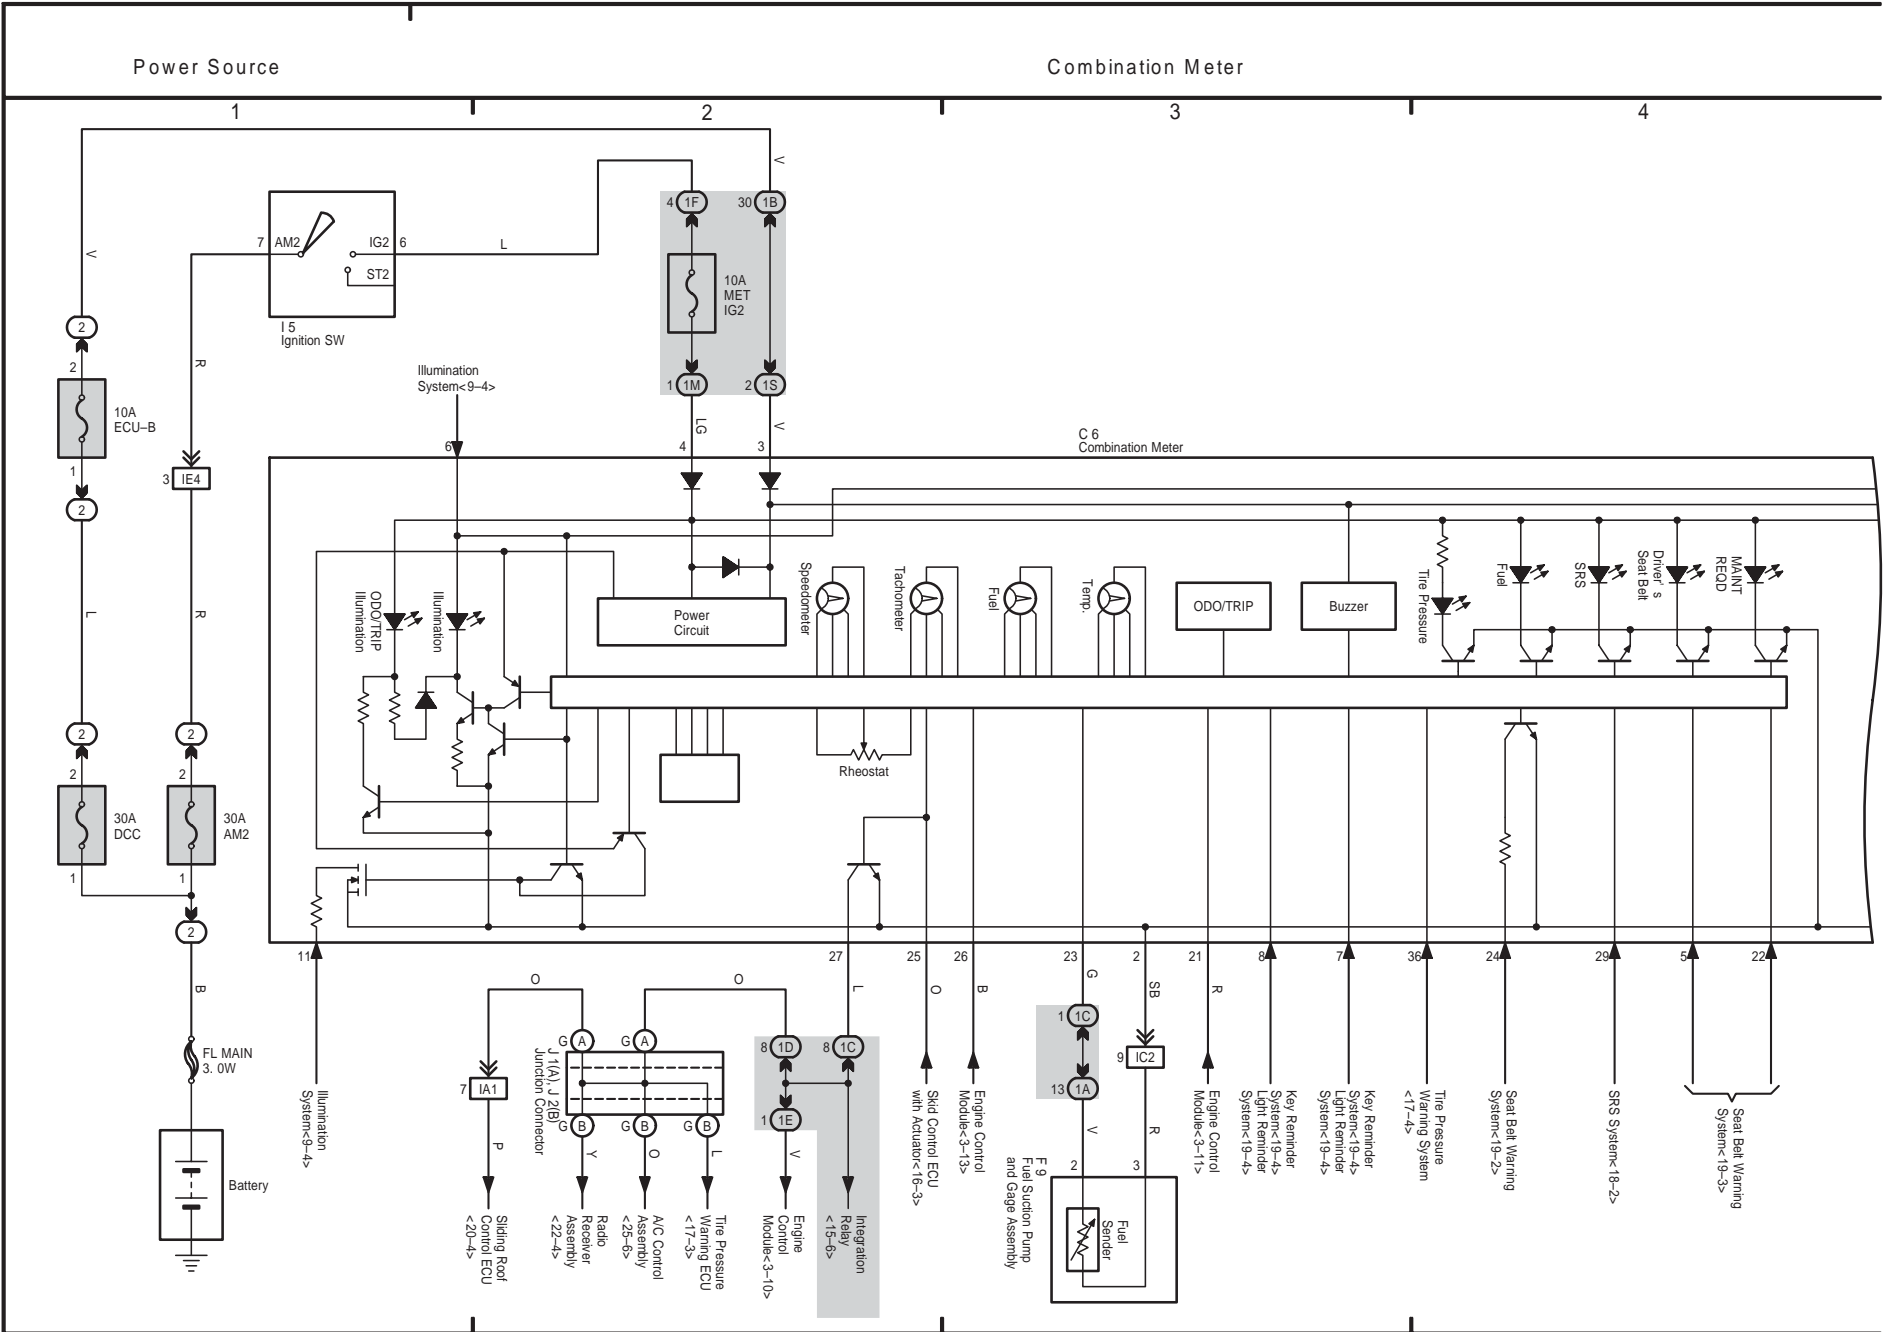 Power Source
Combination Meter
1
2
3
4
V
V
4
1F
30
1B
7
AM2
IG2
6
ST2
L
10A
MET
IG2
I 5
Ignition SW
V
2
2
R
10A
ECU–B
1
2
3
IE4
Illumination
System<9–4>
1
1M
2
1S
LG
V
6
4
3
C 6
Combination Meter
L
R
ODO/TRIP
Illumination
Illumination
Power
Circuit
Speedometer
Tachometer
Fuel
Temp.
ODO/TRIP
Buzzer
Tire Pressure
Fuel
SRS
Driver' s
Seat Belt
MAINT
REQD
Rheostat
2
2
2
2
30A
DCC
30A
AM2
1
1
2
B
FL MAIN
3. 0W
Battery
11
27
25
26
23
2
21
8
7
36
24
29
5
22
Illumination
System<9–4>
O
O
L
O
B
G
SB
R
G
A
G
A
J 1(A), J 2(B)
Junction Connector
7
IA1
G
B
G
B
G
B
P
Y
O
L
8
1D
8
1C
1
1E
V
1
1C
13
1A
V
9
IC2
R
2
3
Sliding Roof
Control ECU
<20–4>
Radio
Receiver
Assembly
<22–4>
A/C Control
Assembly
<25–6>
Tire Pressure
Warning ECU
<17–3>
Engine
Control
Module<3–10>
Integration
Relay
<15–6>
Skid Control ECU
with Actuator<16–3>
Engine Control
Module<3–13>
F 9
Fuel Suction Pump
and Gage Assembly
Fuel
Sender
Engine Control
Module<3–11>
Key Reminder
System<19–4>
Light Reminder
System<19–4>
Key Reminder
System<19–4>
Light Reminder
System<19–4>
Tire Pressure
Warning System
<17–4>
Seat Belt Warning
System<19–2>
SRS System<18–2>
Seat Belt Warning
System<19–3>